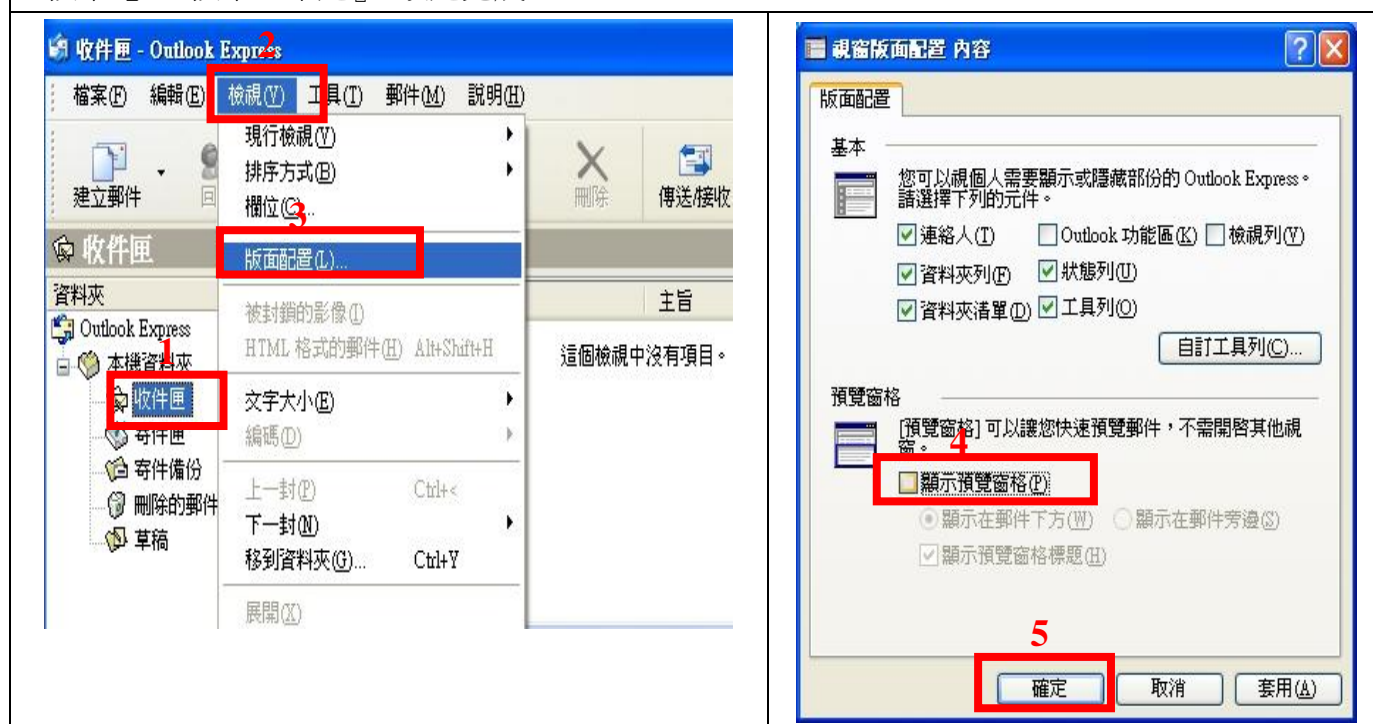 收件匣 - Outlook Express
2
檔案(F) 編輯(E) 檢視(V) 工具(T) 郵件(M) 說明(H)
現行檢視(V)
排序方式(B)
欄位(C)...
3
版面配置(L)...
被封鎖的影像(I)
HTML 格式的郵件(H) Alt+Shift+H
文字大小(E)
編碼(D)
上一封(P) Ctrl+<
下一封(N)
移到資料夾(G)... Ctrl+Y
展開(X)
建立郵件
刪除
傳送/接收
收件匣
資料夾
主旨
Outlook Express
這個檢視中沒有項目。
本機資料夾
1
收件匣
寄件匣
寄件備份
刪除的郵件
草稿
視窗版面配置 內容
版面配置
基本
您可以視個人需要顯示或隱藏部份的 Outlook Express。
請選擇下列的元件。
連絡人(T) Outlook 功能區(K) 檢視列(V)
資料夾列(F) 狀態列(U)
資料夾清單(D) 工具列(O)
自訂工具列(C)...
預覽窗格
[預覽窗格] 可以讓您快速預覽郵件，不需開啓其他視
窗。
4
顯示預覽窗格(P)
顯示在郵件下方(W) 顯示在郵件旁邊(S)
顯示預覽窗格標題(H)
5
確定 取消 套用(A)